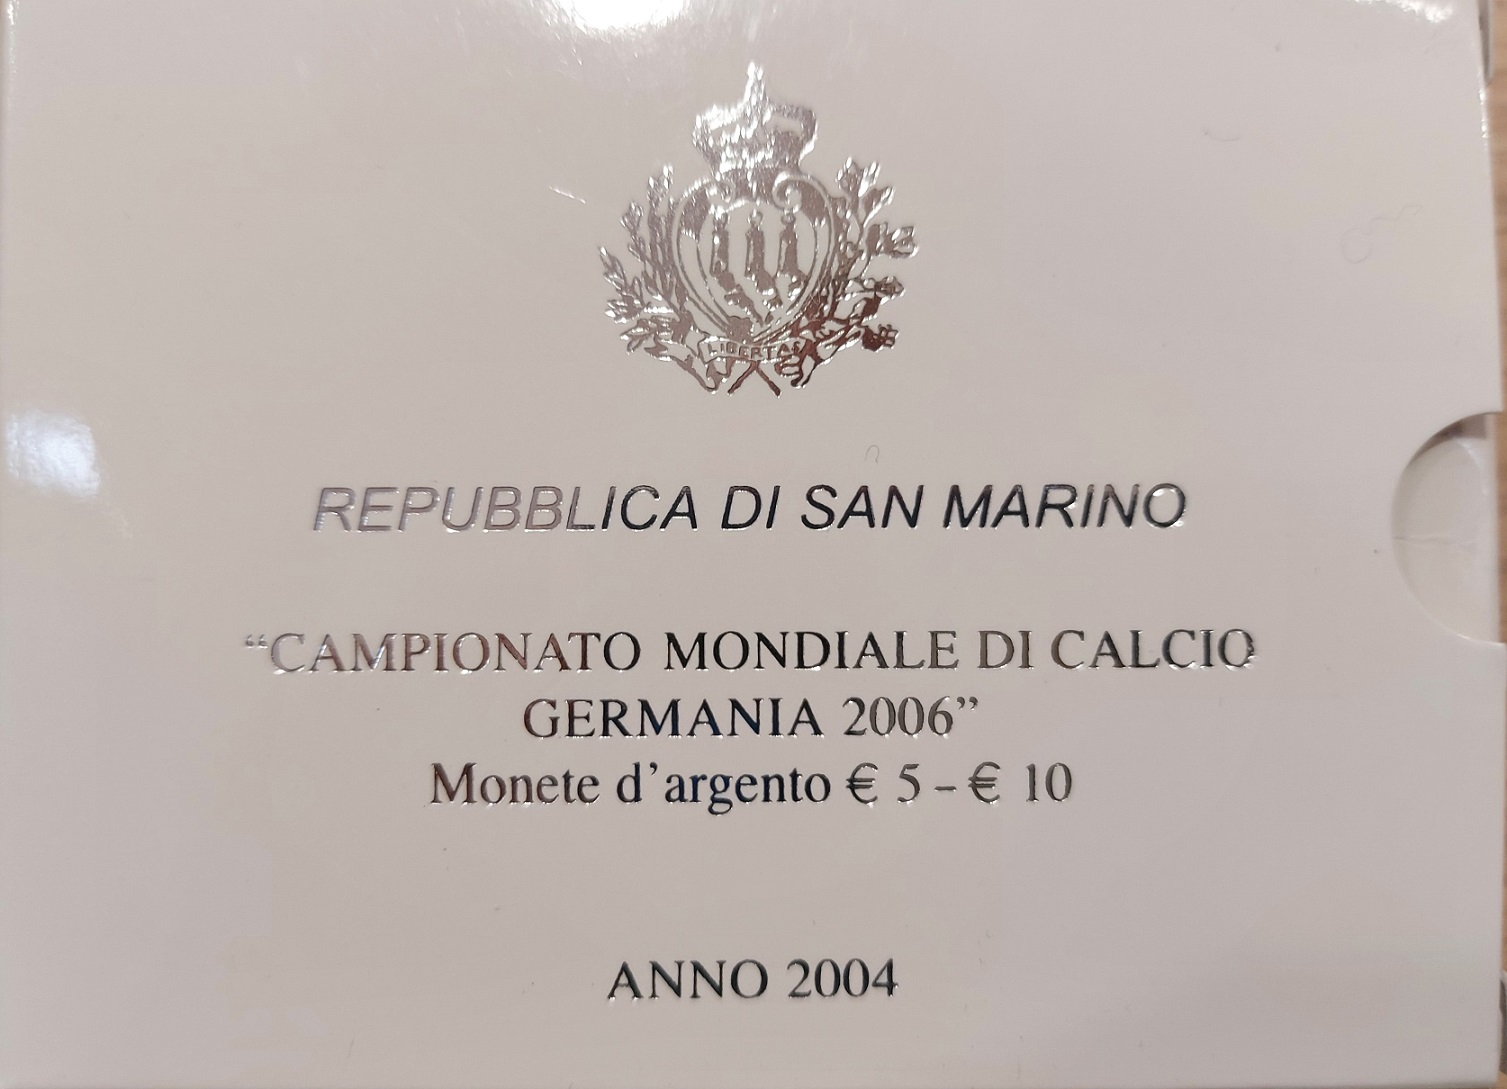 LIBERTAS
REPUBBLICA DI SAN MARINO
“CAMPIONATO MONDIALE DI CALCIO
GERMANIA 2006”
Monete d’argento € 5 – € 10
ANNO 2004